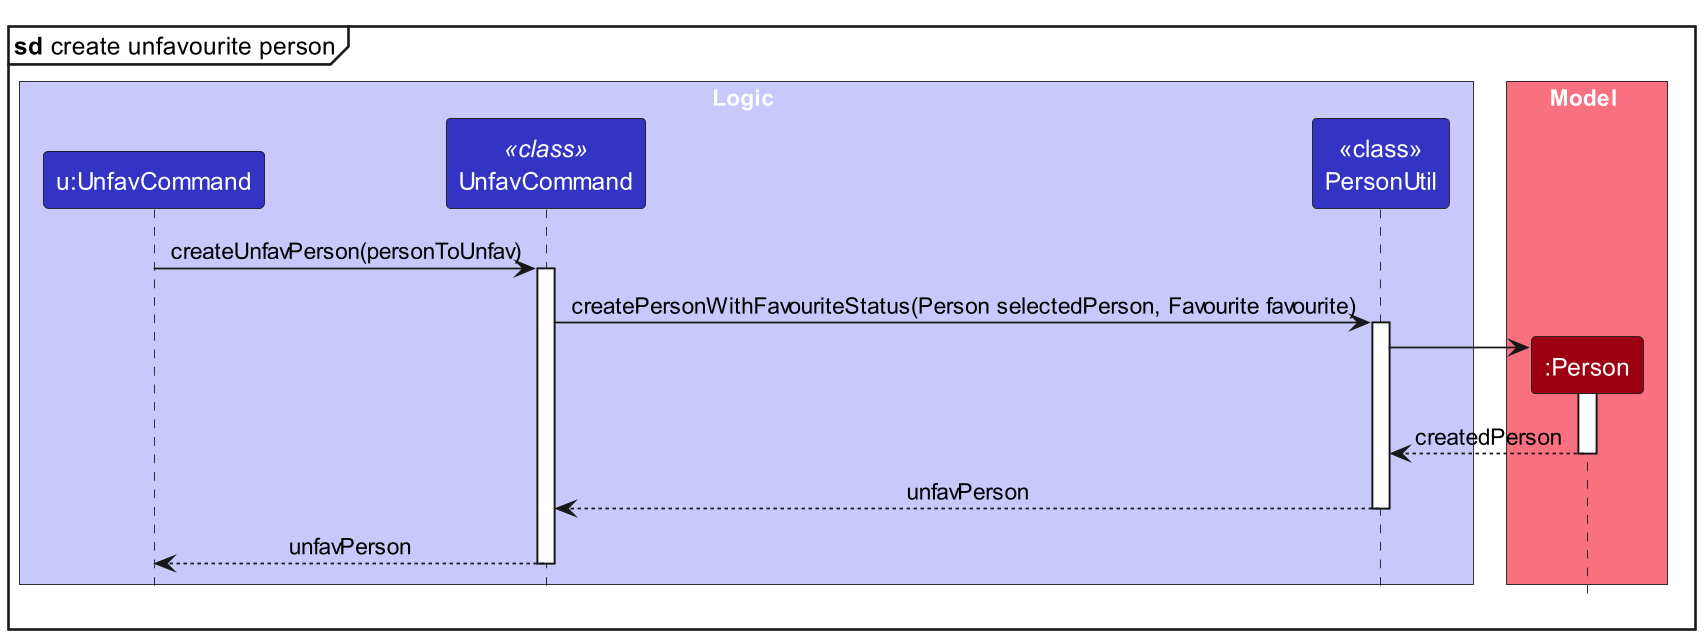 sd create unfavourite person
Logic
Model
u:UnfavCommand
«class»
UnfavCommand
«class»
PersonUtil
createUnfavPerson(personToUnfav)
createPersonWithFavouriteStatus(Person selectedPerson, Favourite favourite)
:Person
createdPerson
unfavPerson
unfavPerson